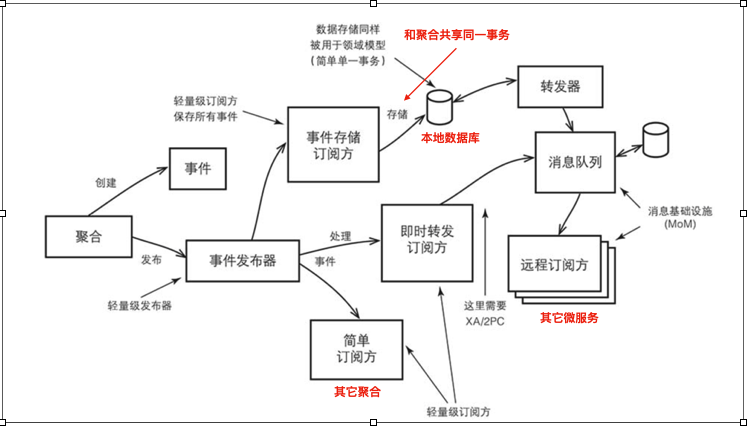 数据存储同样
被用于领域模型
(简单单一事务)
和聚合共享同一事务
轻量级订阅方
保存所有事件
事件存储
订阅方
存储
本地数据库
转发器
消息队列
创建
事件
聚合
发布
事件发布器
轻量级发布器
处理
事件
即时转发
订阅方
这里需要
XA/2PC
消息基础设施
(MoM)
远程订阅方
其它微服务
简单
订阅方
其它聚合
轻量级订阅方